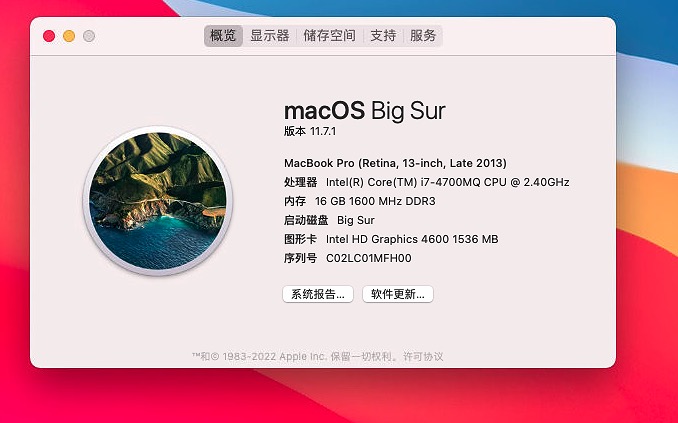 概览 显示器 储存空间 支持 服务
macOS Big Sur
版本 11.7.1
MacBook Pro (Retina, 13-inch, Late 2013)
处理器 Intel(R) Core(TM) i7-4700MQ CPU @ 2.40GHz
内存 16 GB 1600 MHz DDR3
启动磁盘 Big Sur
图形卡 Intel HD Graphics 4600 1536 MB
序列号 C02LC01MFH00
系统报告... 软件更新...
™和© 1983-2022 Apple Inc. 保留一切权利。许可协议